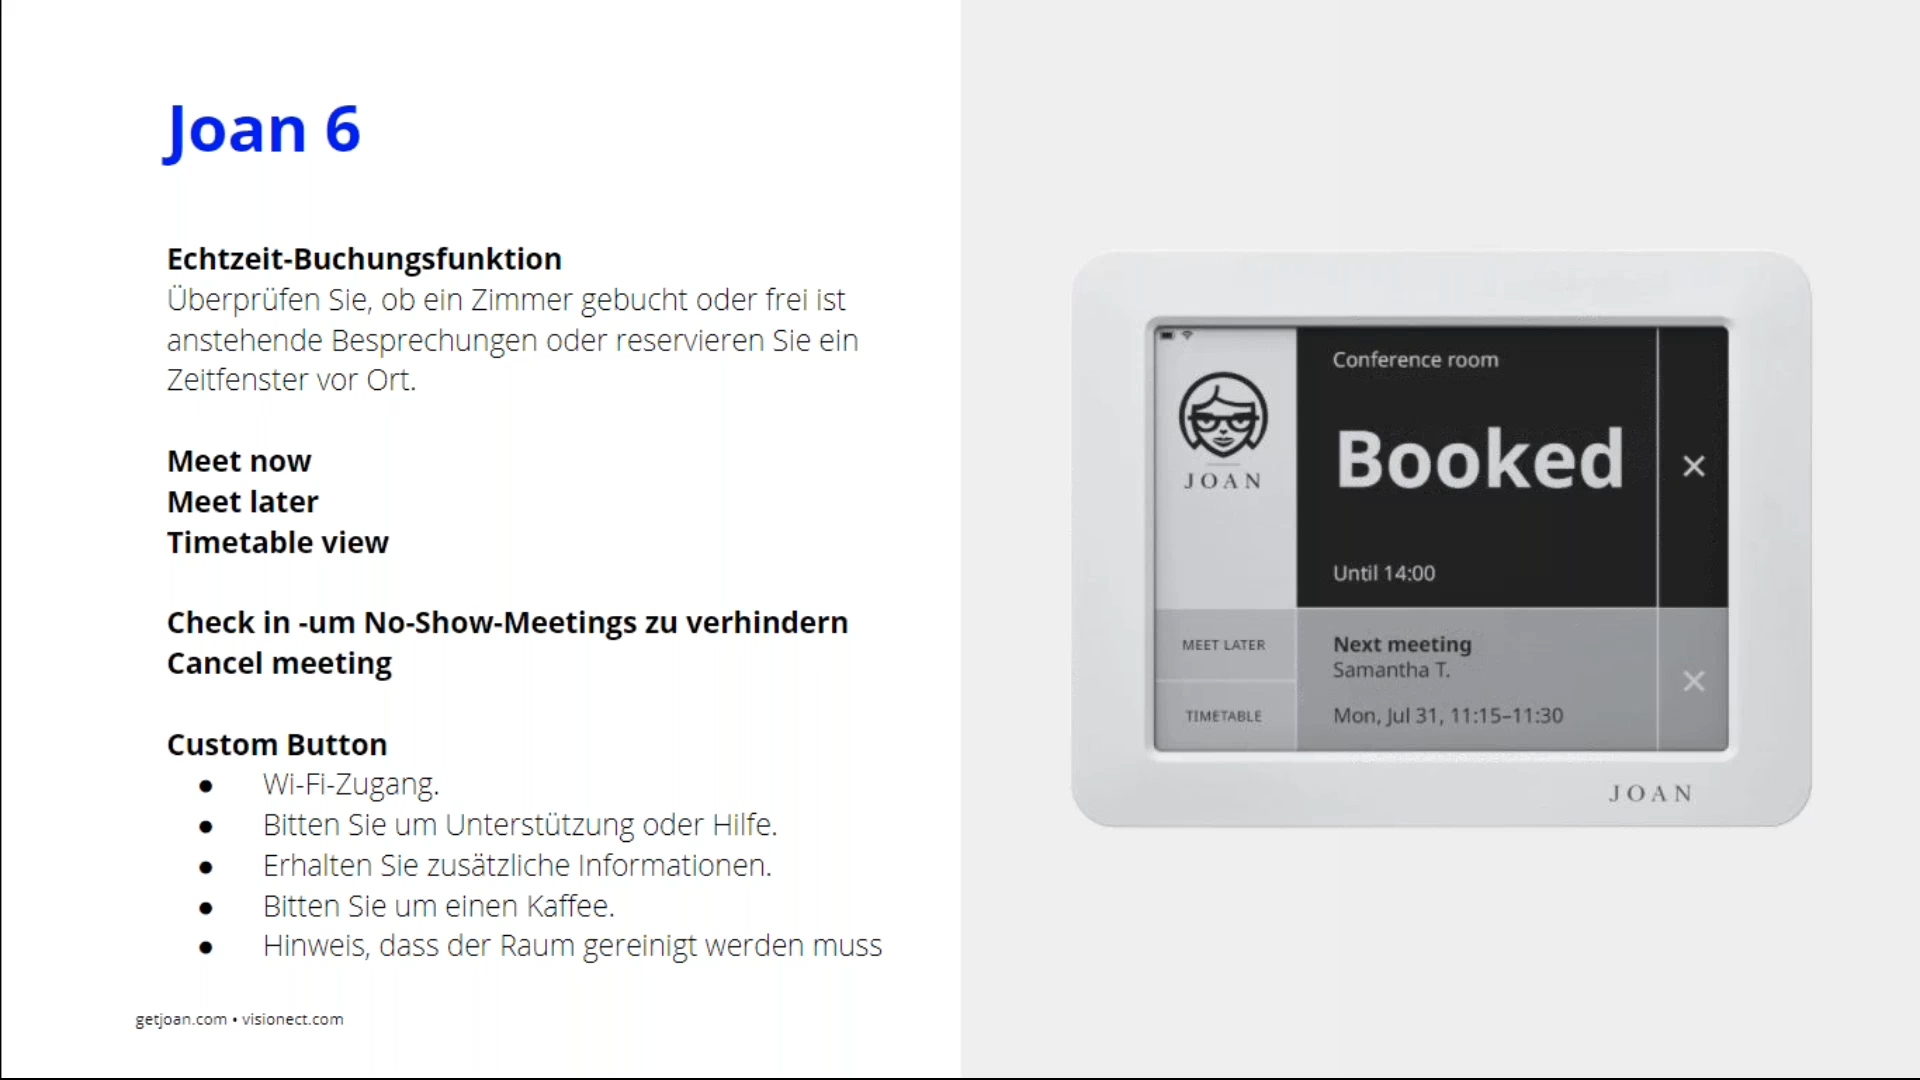 Joan 6
Echtzeit-Buchungsfunktion
Überprüfen Sie, ob ein Zimmer gebucht oder frei ist
anstehende Besprechungen oder reservieren Sie ein
Zeitfenster vor Ort.
Meet now
Meet later
Timetable view
Check in -um No-Show-Meetings zu verhindern
Cancel meeting
Custom Button
● Wi-Fi-Zugang.
● Bitten Sie um Unterstützung oder Hilfe.
● Erhalten Sie zusätzliche Informationen.
● Bitten Sie um einen Kaffee.
● Hinweis, dass der Raum gereinigt werden muss
getjoan.com • visionect.com
JOAN
Conference room
Booked
Until 14:00
MEET LATER
TIMETABLE
Next meeting
Samantha T.
Mon, Jul 31, 11:15–11:30
JOAN